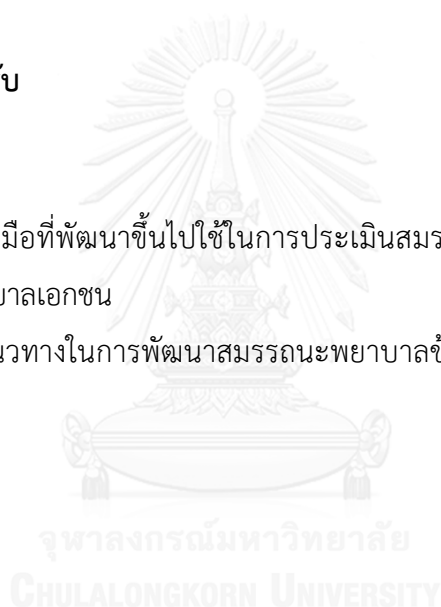 มือที่พัฒนาขึ้นไปใช้ในการประเมินสมร
บาลเอกชน
นวทางในการพัฒนาสมรรถนะพยาบาลข้
จุฬาลงกรณ์มหาวิทยาลัย
CHULALONGKORN UNIVERSITY